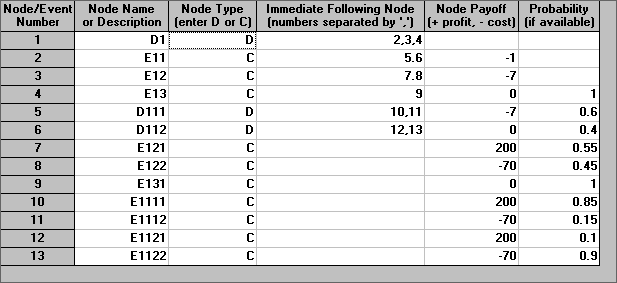 Node/Event Number Node Name or Description Node Type (enter D or C) Immediate Following Node (numbers separated by ',') Node Payoff (+ profit, - cost) Probability (if available)
1 D1 D 2,3,4
2 E11 C 5.6 -1
3 E12 C 7.8 -7
4 E13 C 9 0 1
5 D111 D 10,11 -7 0.6
6 D112 D 12,13 0 0.4
7 E121 C 200 0.55
8 E122 C -70 0.45
9 E131 C 0 1
10 E1111 C 200 0.85
11 E1112 C -70 0.15
12 E1121 C 200 0.1
13 E1122 C -70 0.9